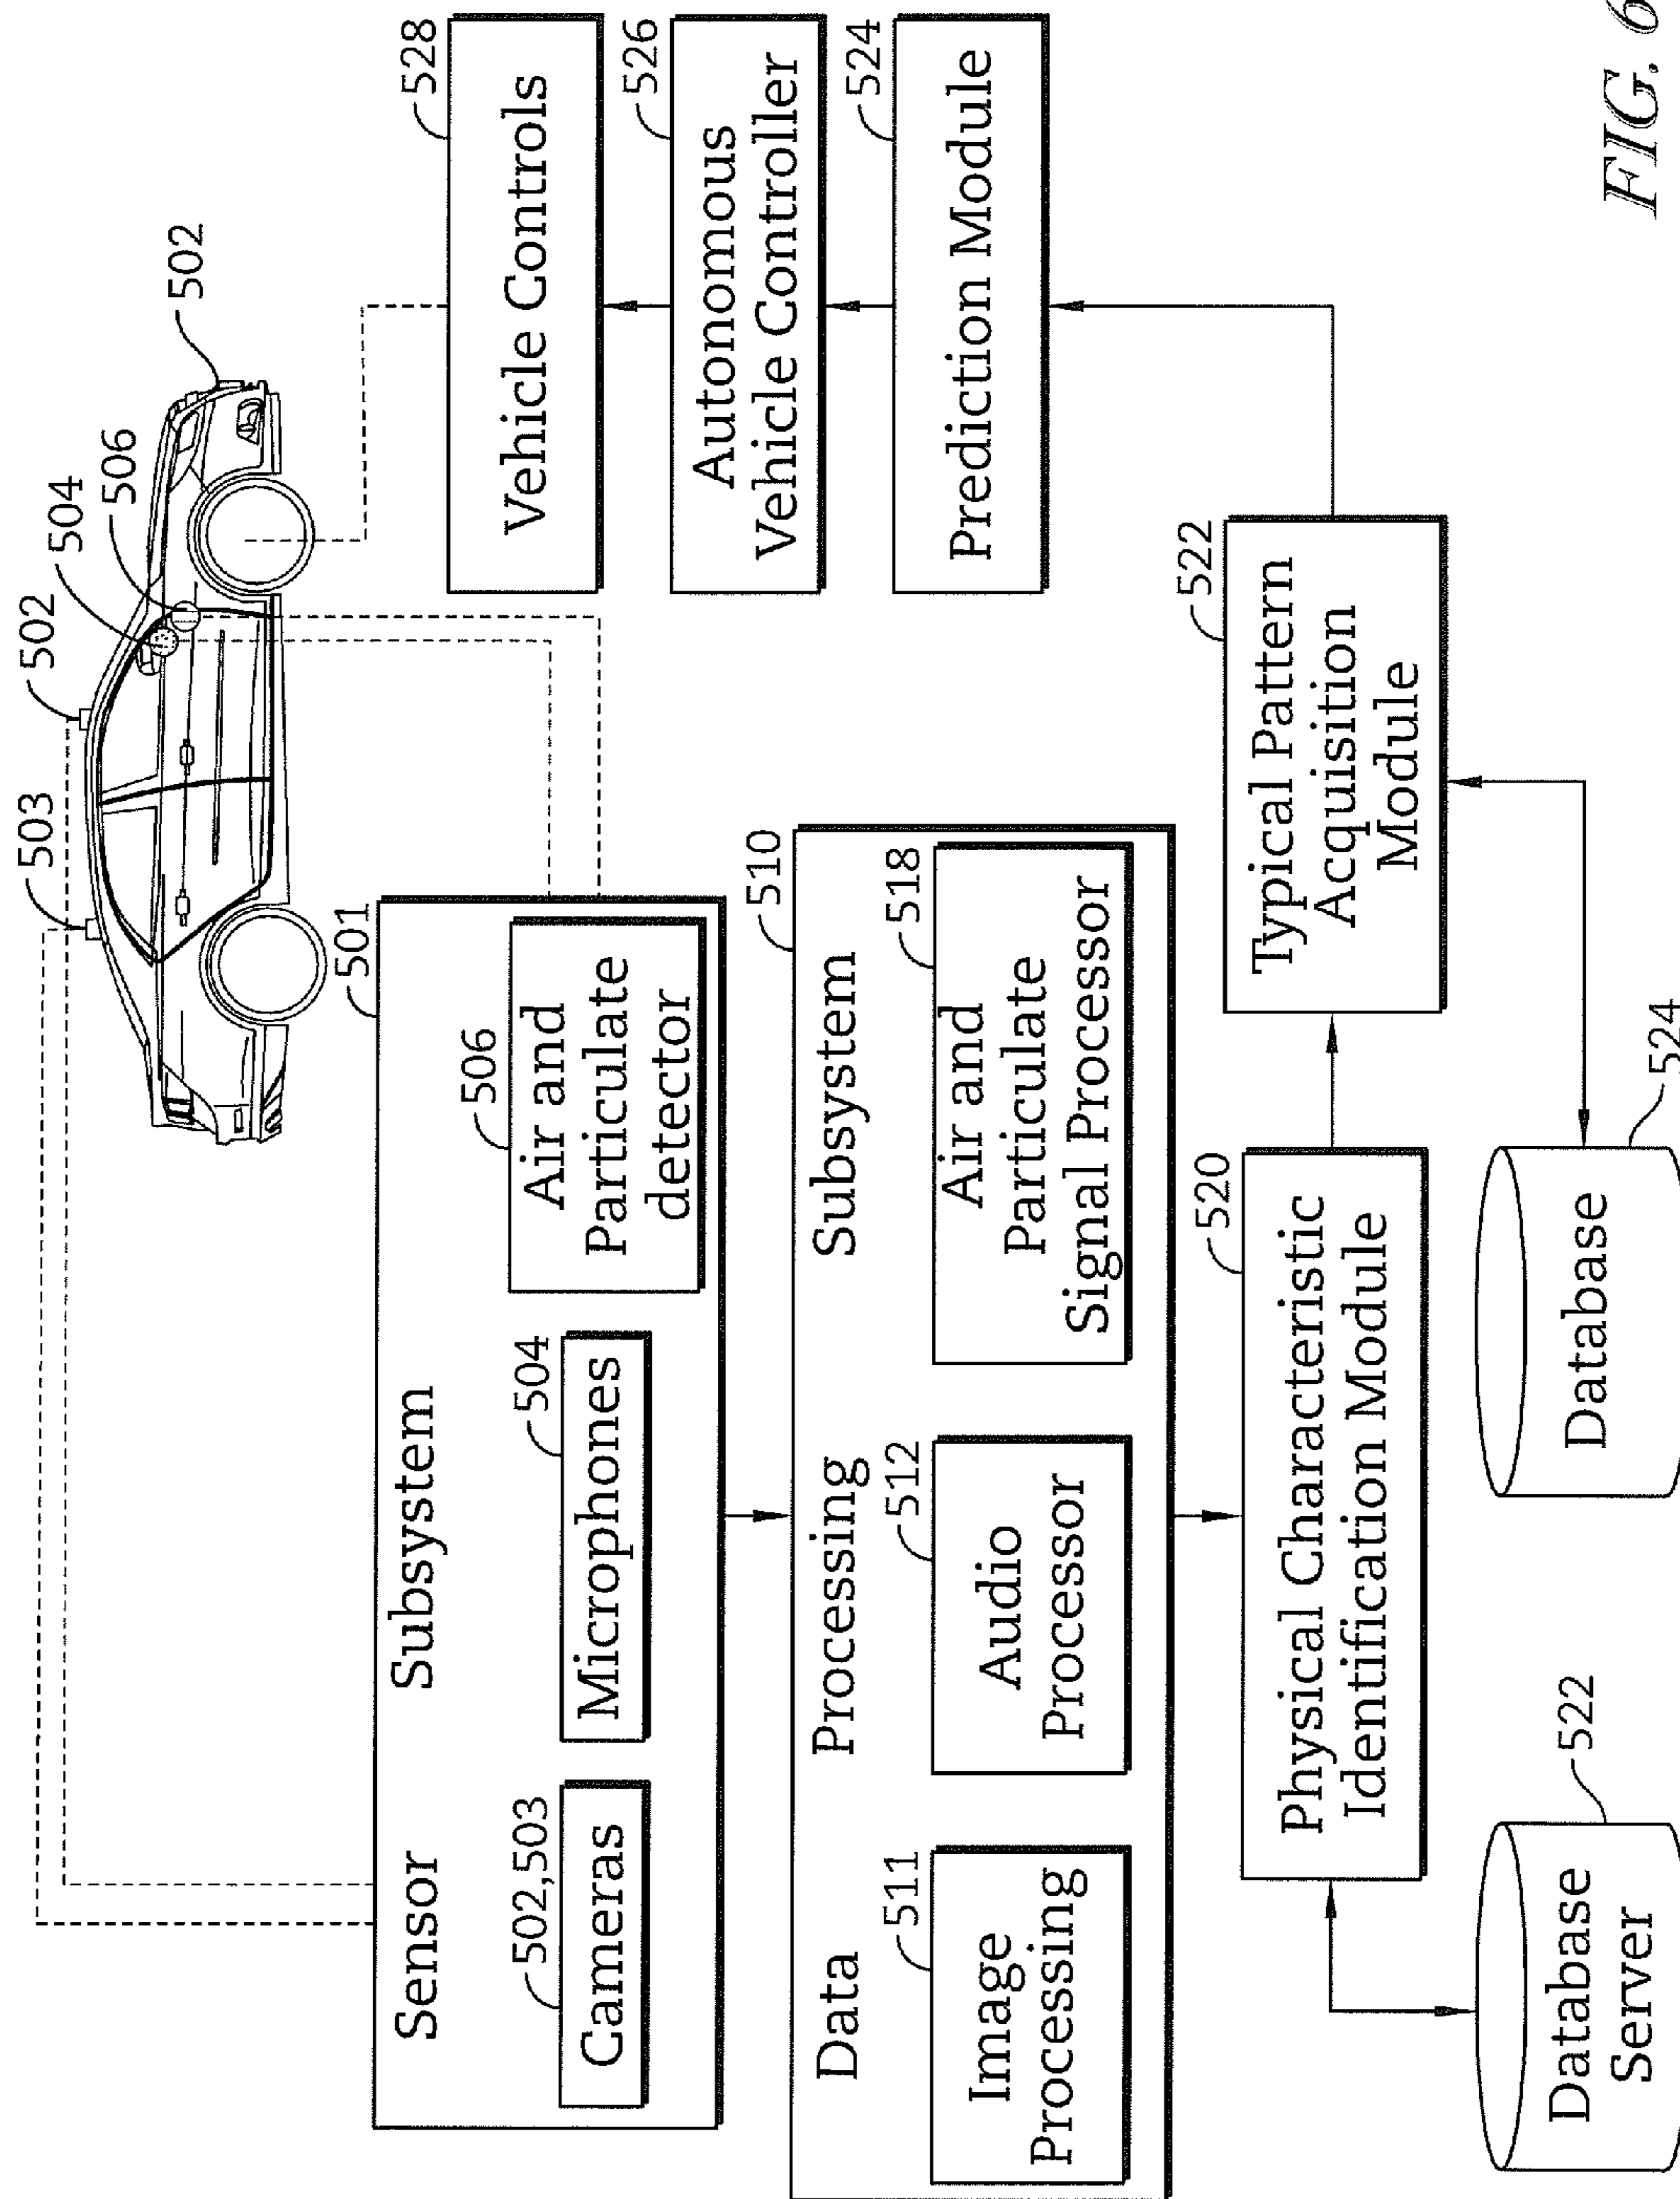 503
502
504
506
502
501
Sensor Subsystem
502,503
Cameras
504
Microphones
506
Air and
Particulate
detector
510
Data Processing Subsystem
511
Image
Processing
512
Audio
Processor
518
Air and
Particulate
Signal Processor
520
Physical Characteristic
Identification Module
522
Database
Server
524
Database
522
Typical Pattern
Acquisition
Module
528
Vehicle Controls
526
Autonomous
Vehicle Controller
524
Prediction Module
FIG. 6